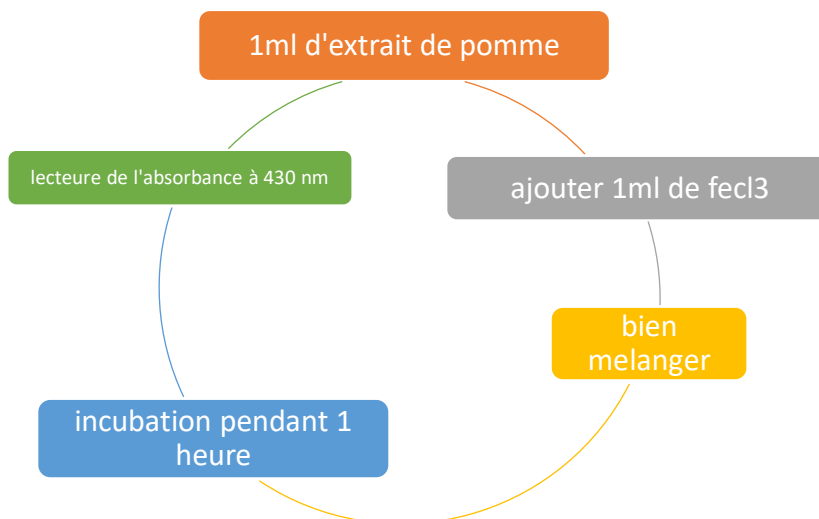 1ml d'extrait de pomme
ajouter 1ml de fecl3
bien
melanger
incubation pendant 1
heure
lecteure de l'absorbance à 430 nm